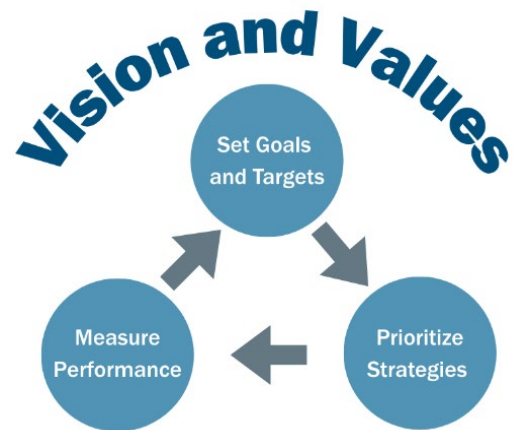 Vision and Values
Set Goals
and Targets
Measure
Performance
Prioritize
Strategies